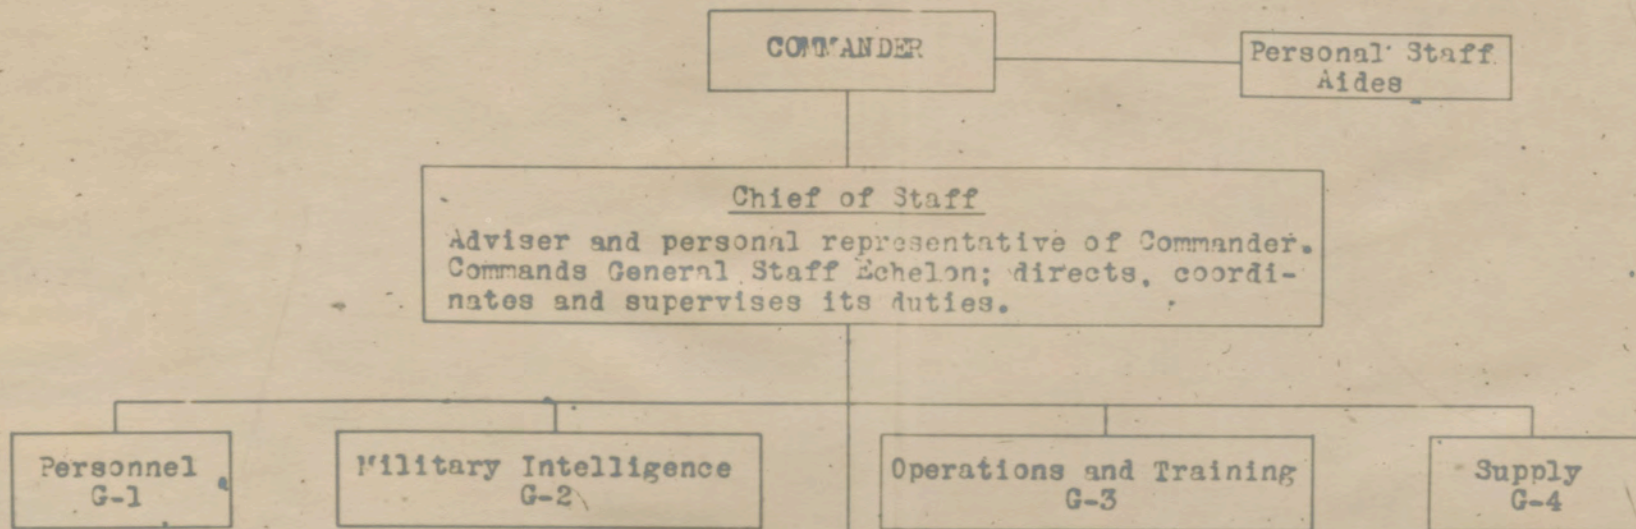 COMMANDER
Personal Staff
Aides
Chief of Staff
Adviser and personal representative of Commander.
Commands General Staff Echelon; directs, coordi-
nates and supervises its duties.
Personnel
G-1
Military Intelligence
G-2
Operations and Training
G-3
Supply
G-4